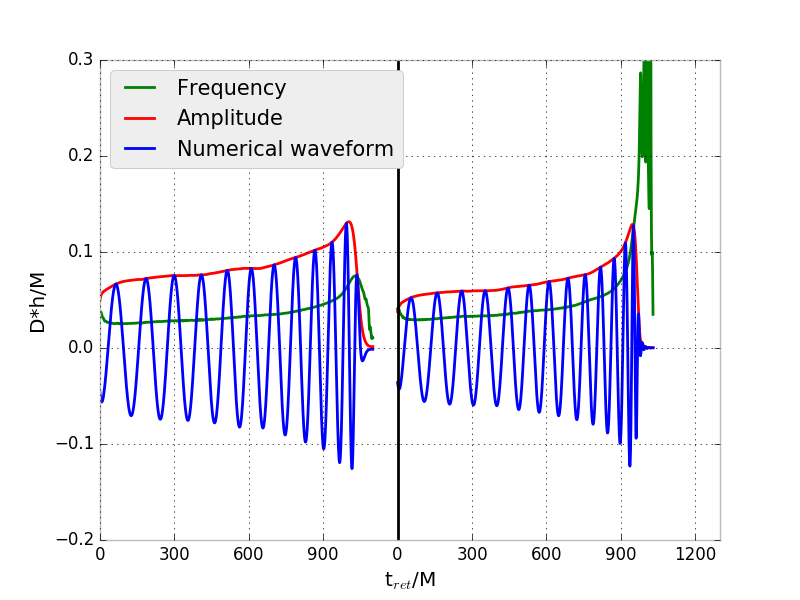 Frequency
Amplitude
Numerical waveform
0.3
0.2
0.1
0.0
−0.1
−0.2
D*h/M
0 300 600 900 0 300 600 900 1200
t_ret/M